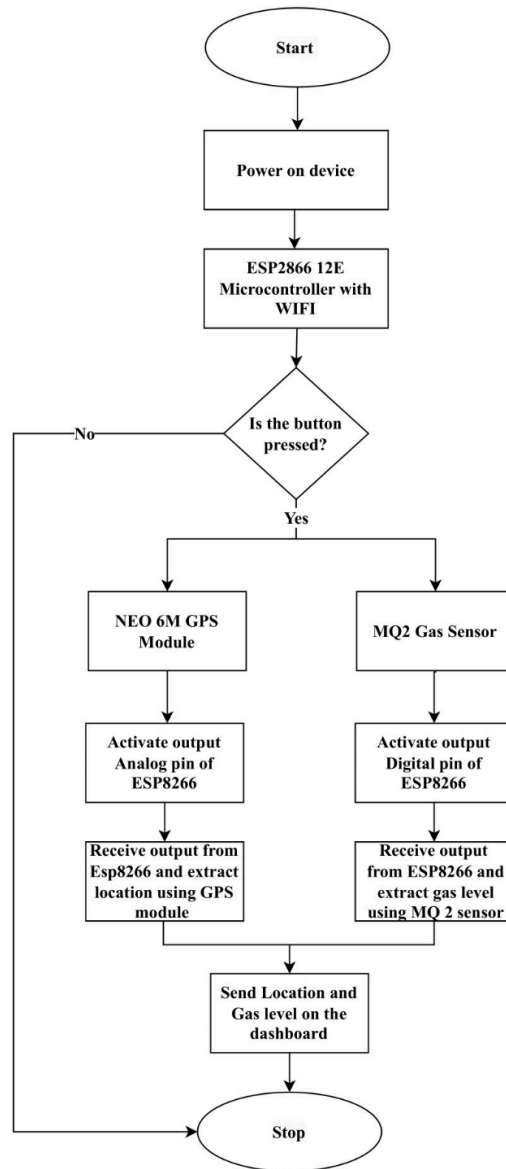 Start
Power on device
ESP2866 12E
Microcontroller with
WIFI
Is the button
pressed?
No
Yes
NEO 6M GPS
Module
MQ2 Gas Sensor
Activate output
Analog pin of
ESP8266
Activate output
Digital pin of
ESP8266
Receive output from
Esp8266 and extract
location using GPS
module
Receive output
from ESP8266 and
extract gas level
using MQ 2 sensor
Send Location and
Gas level on the
dashboard
Stop